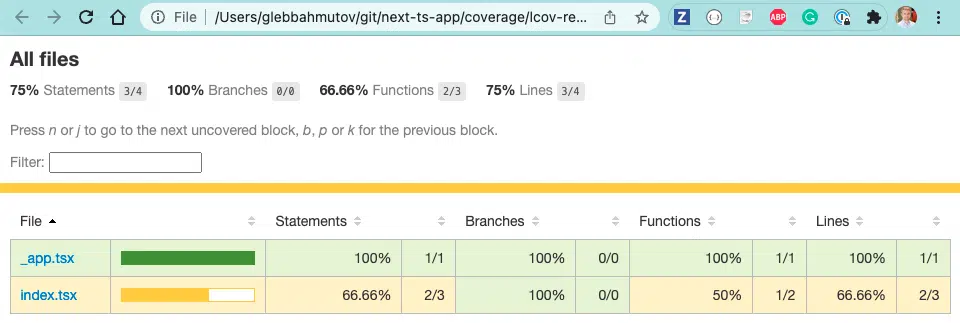 File /Users/glebbahmutov/git/next-ts-app/coverage/lcov-re...
Z (·) ABP G
All files
75% Statements 3/4 100% Branches 0/0 66.66% Functions 2/3 75% Lines 3/4
Press n or j to go to the next uncovered block, b, p or k for the previous block.
Filter:
File Statements Branches Functions Lines
_app.tsx 100% 1/1 100% 0/0 100% 1/1 100% 1/1
index.tsx 66.66% 2/3 100% 0/0 50% 1/2 66.66% 2/3